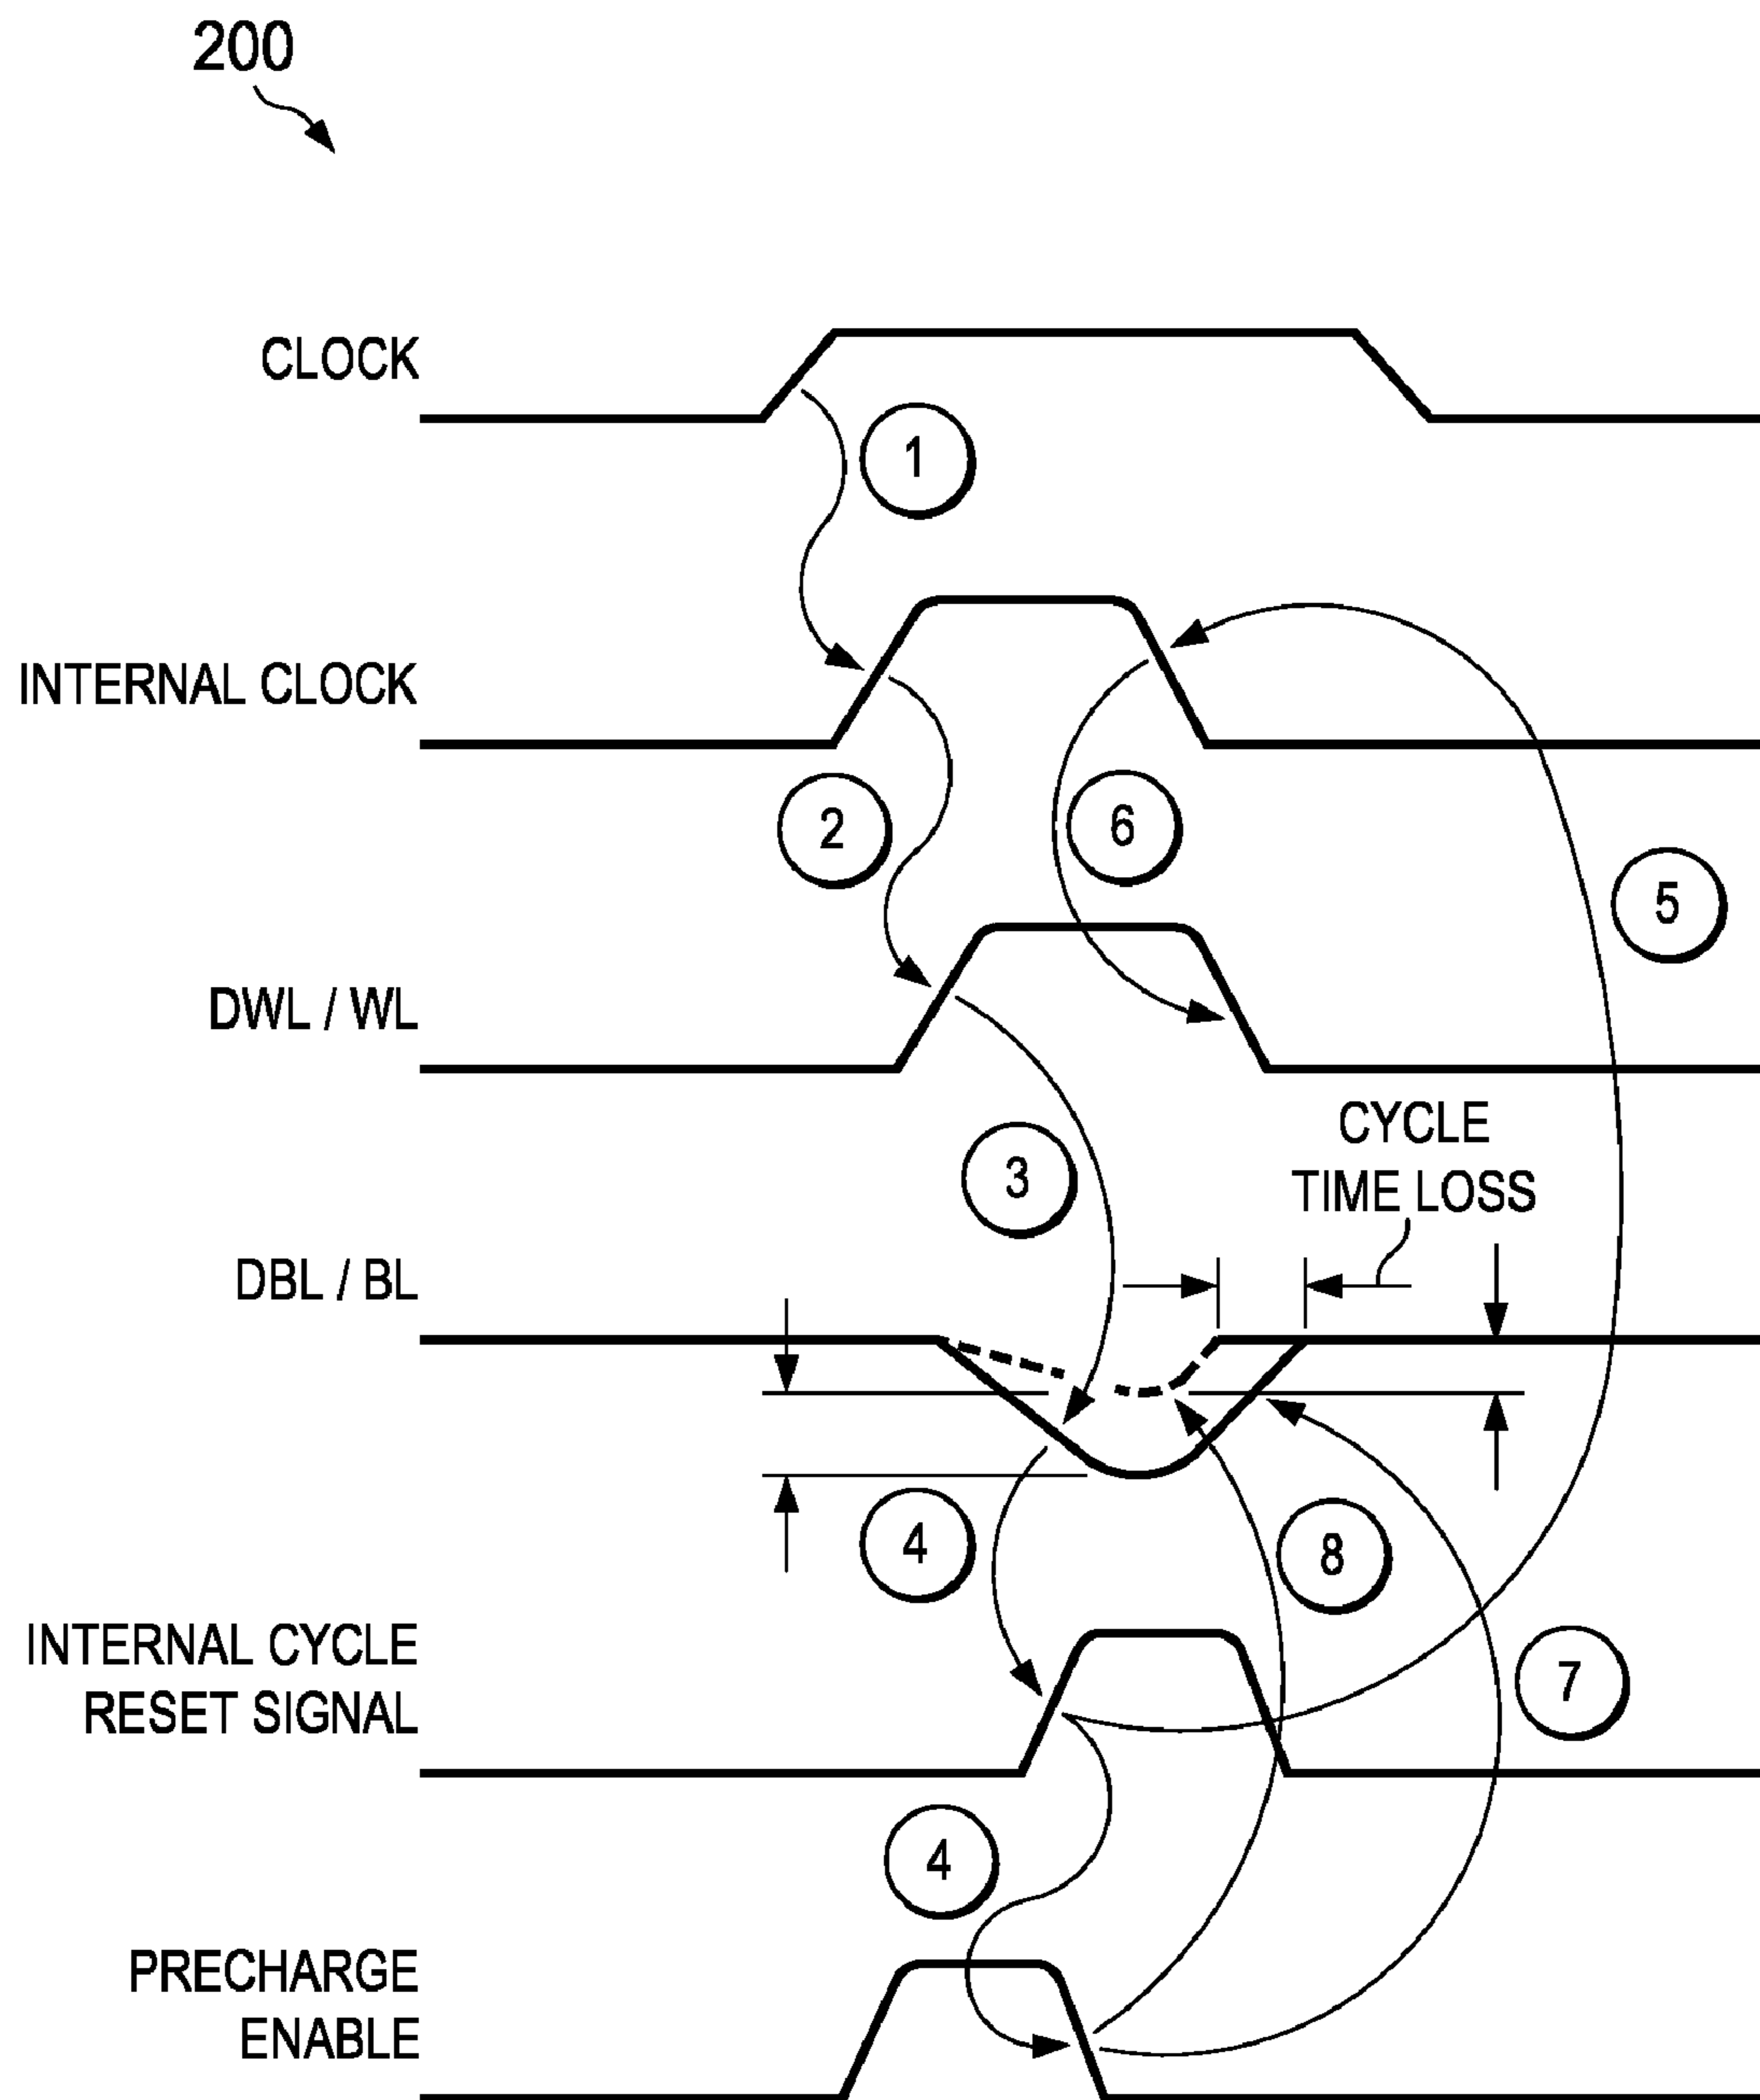 200
CLOCK
1
INTERNAL CLOCK
2
6
5
DWL / WL
3
CYCLE
TIME LOSS
DBL / BL
4
8
INTERNAL CYCLE
RESET SIGNAL
7
4
PRECHARGE
ENABLE